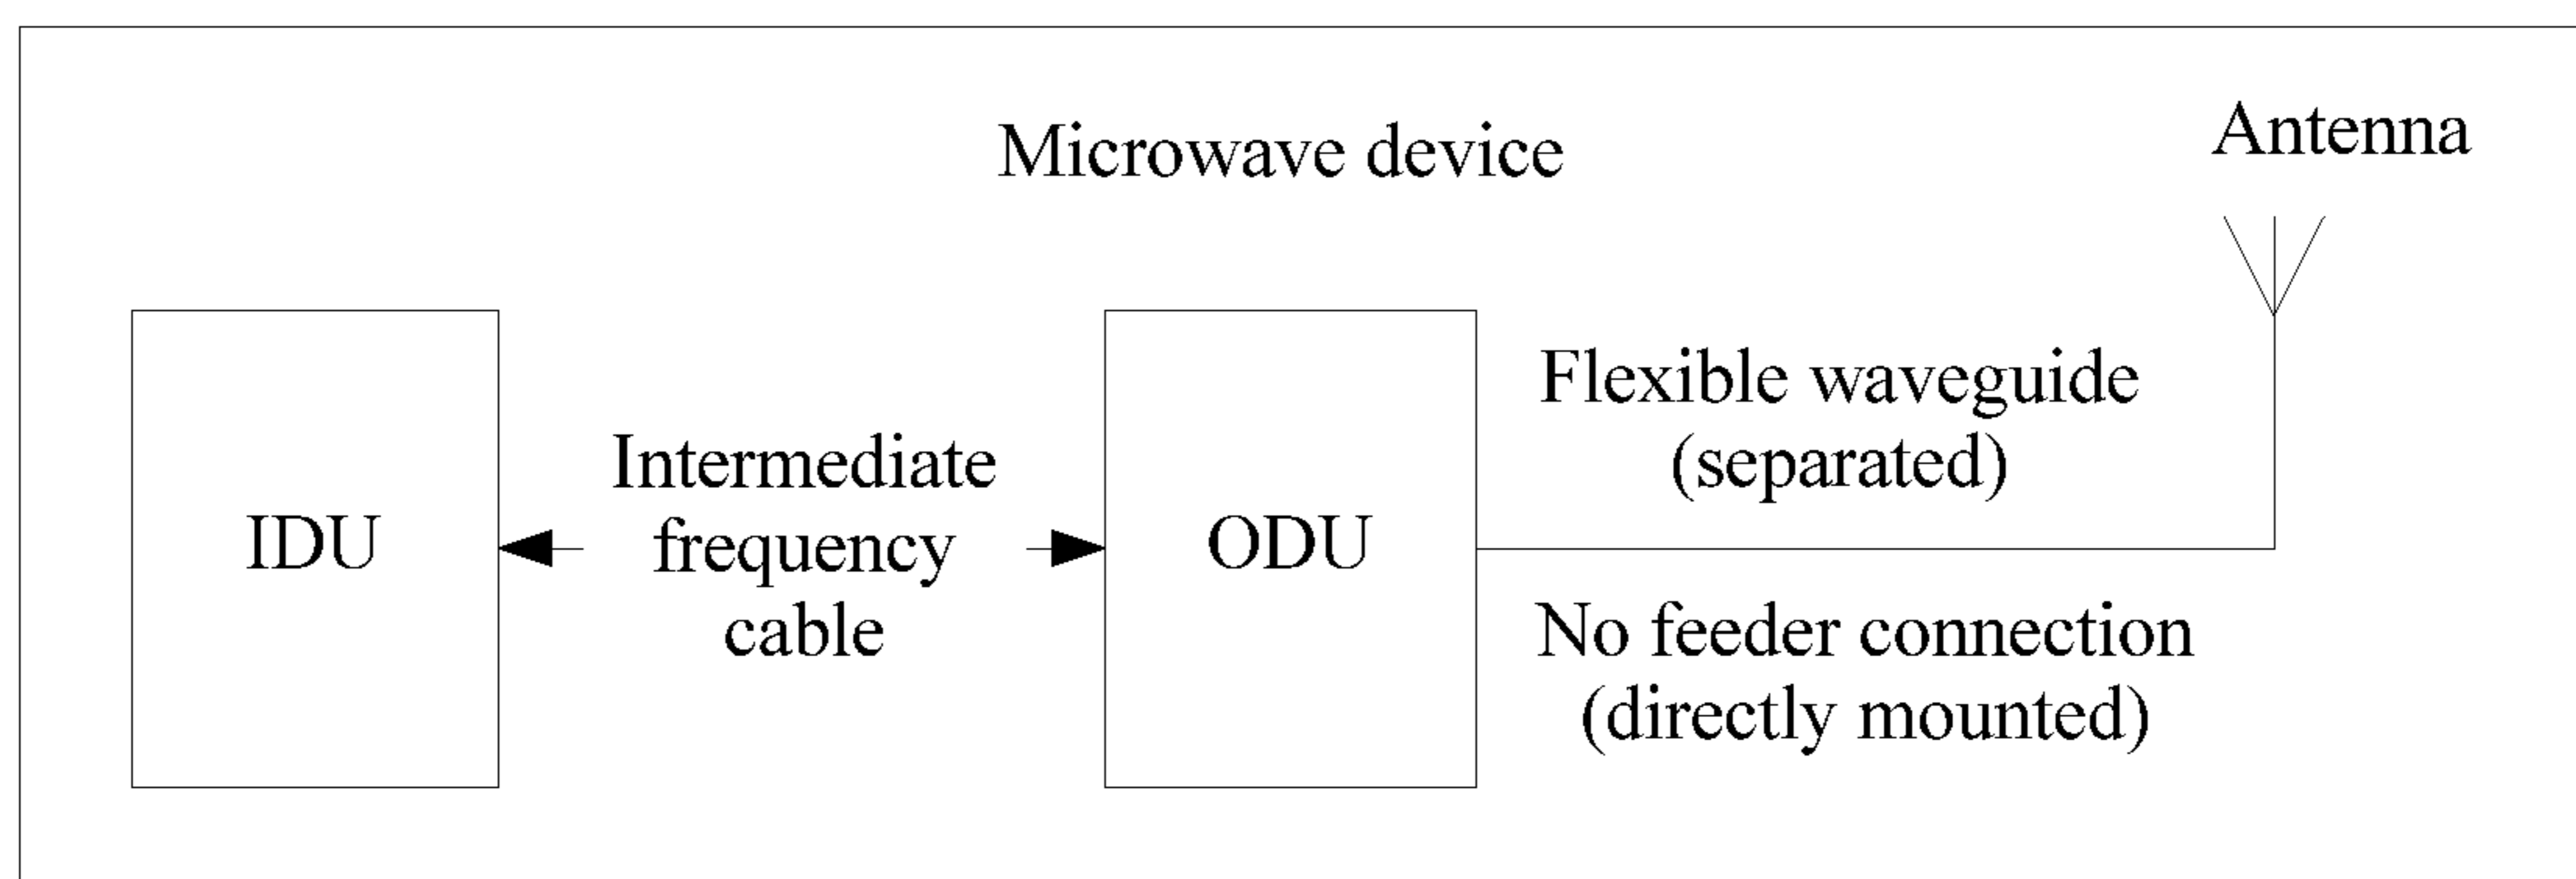 Microwave device
Antenna
IDU
Intermediate
frequency
cable
ODU
Flexible waveguide
(separated)
No feeder connection
(directly mounted)